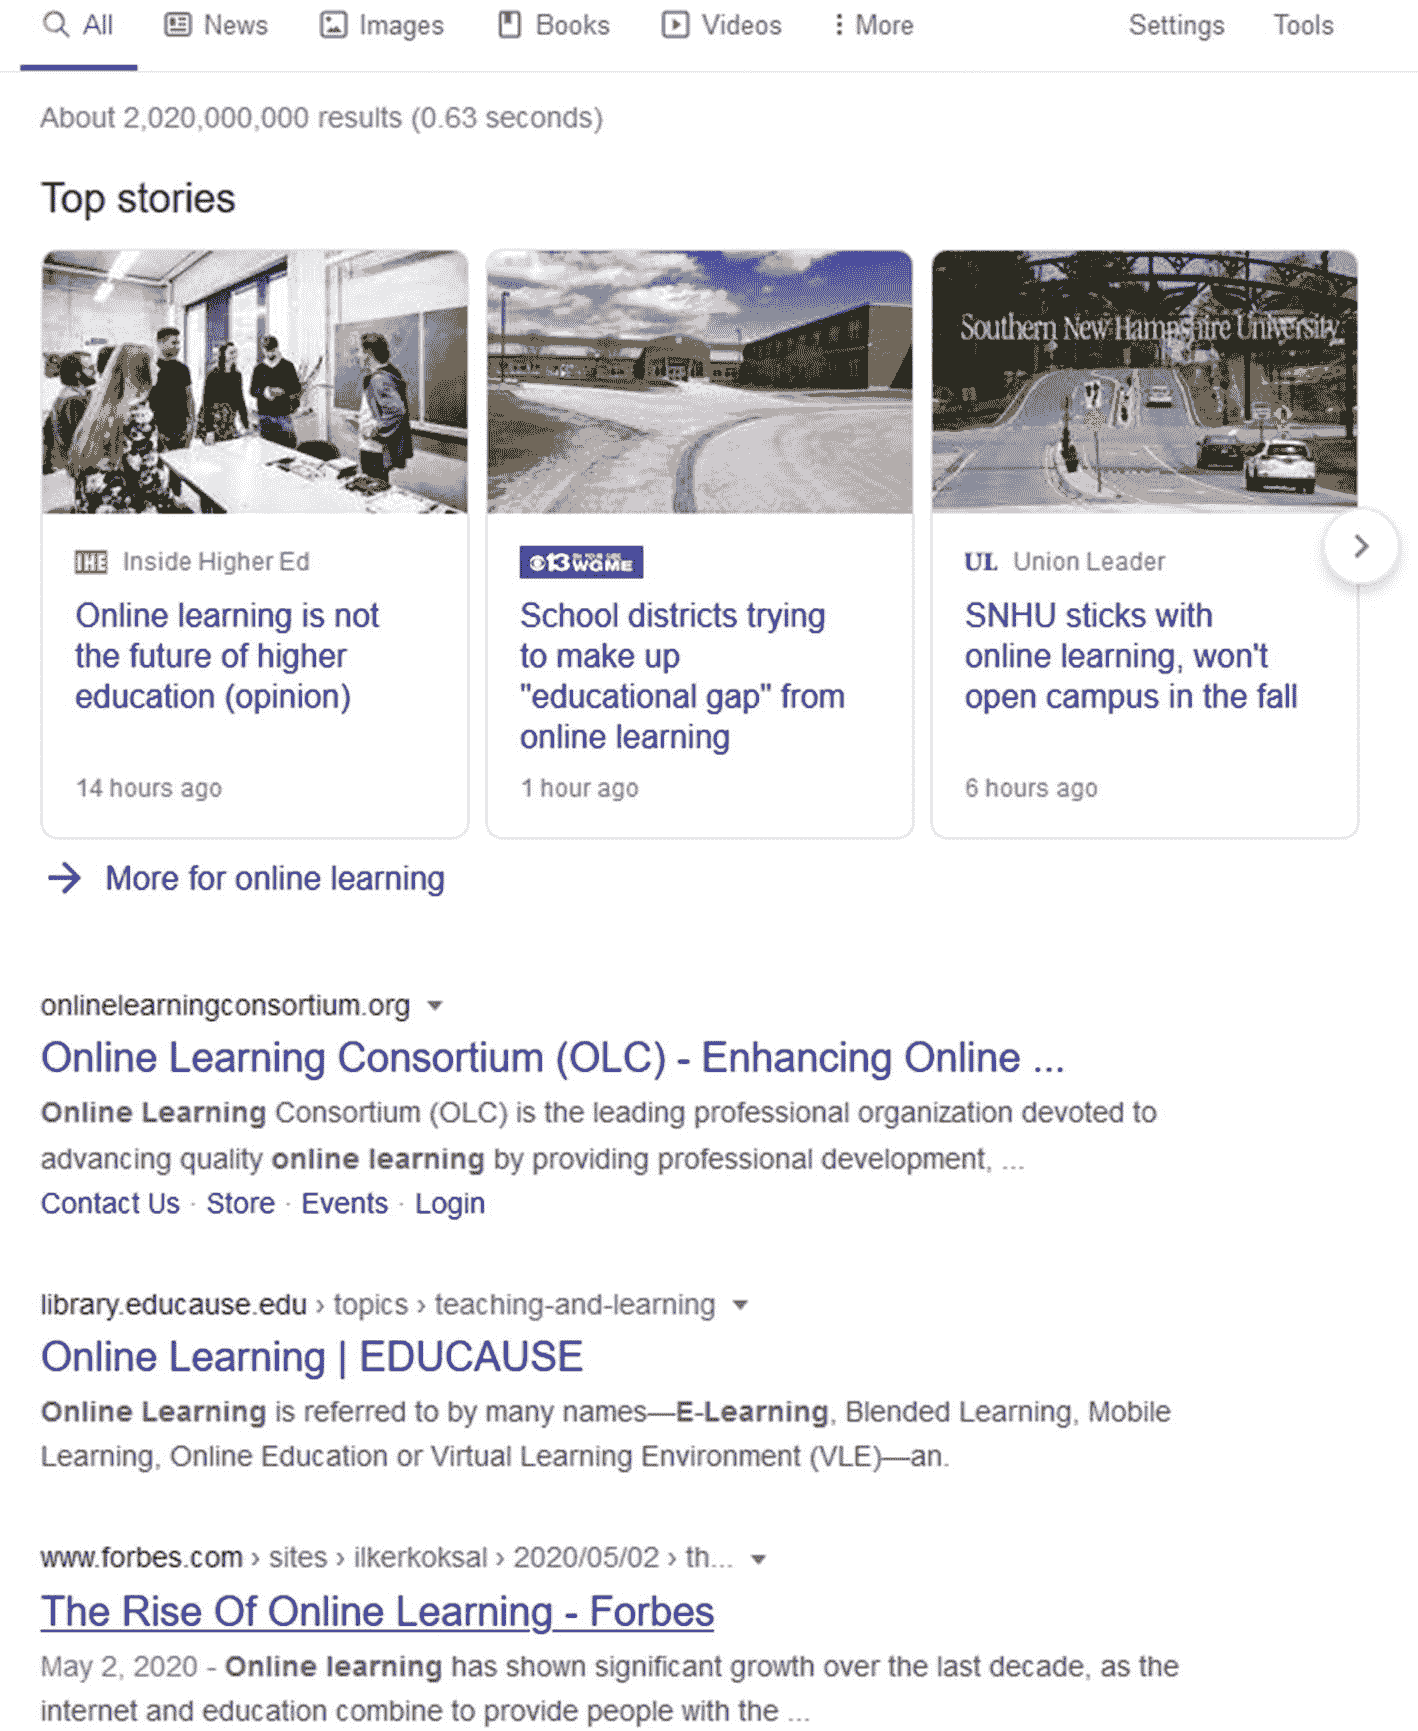 All News Images Books Videos More Settings Tools
About 2,020,000,000 results (0.63 seconds)
Top stories
Southern New Hampshire University
IHE Inside Higher Ed
Online learning is not
the future of higher
education (opinion)
14 hours ago
13 WGME
School districts trying
to make up
"educational gap" from
online learning
1 hour ago
UL Union Leader
SNHU sticks with
online learning, won't
open campus in the fall
6 hours ago
More for online learning
onlinelearningconsortium.org
Online Learning Consortium (OLC) - Enhancing Online ...
Online Learning Consortium (OLC) is the leading professional organization devoted to
advancing quality online learning by providing professional development, ...
Contact Us · Store · Events · Login
library.educause.edu › topics › teaching-and-learning
Online Learning | EDUCAUSE
Online Learning is referred to by many names—E-Learning, Blended Learning, Mobile
Learning, Online Education or Virtual Learning Environment (VLE)—an.
www.forbes.com › sites › ilkerkoksal › 2020/05/02 › th...
The Rise Of Online Learning - Forbes
May 2, 2020 - Online learning has shown significant growth over the last decade, as the
internet and education combine to provide people with the ...